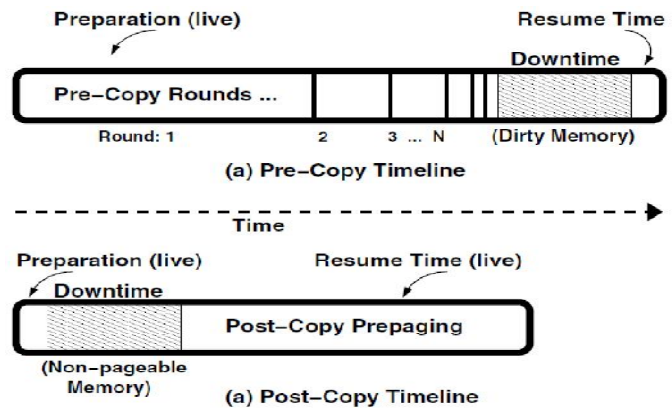 Preparation (live)
Resume Time
Downtime
Pre-Copy Rounds ...
Round: 1 2 3 ... N (Dirty Memory)
(a) Pre-Copy Timeline
Time
Preparation (live)
Resume Time (live)
Downtime
Post-Copy Prepaging
(Non-pageable
Memory)
(a) Post-Copy Timeline